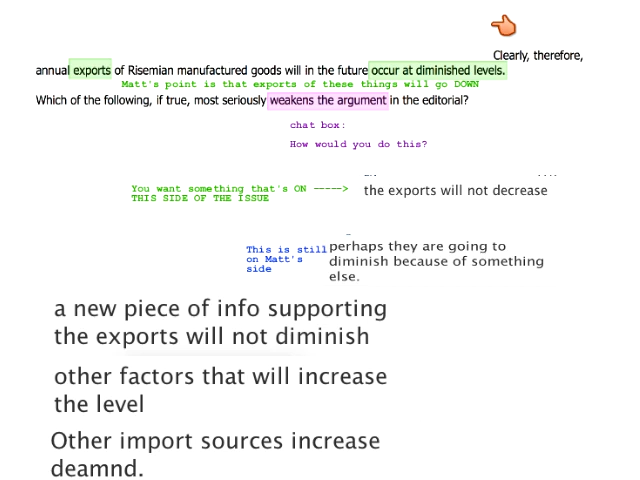 Clearly, therefore,
annual exports of Risemian manufactured goods will in the future occur at diminished levels.
Matt's point is that exports of these things will go DOWN
Which of the following, if true, most seriously weakens the argument in the editorial?
chat box:
How would you do this?
You want something that's ON ----->
THIS SIDE OF THE ISSUE
the exports will not decrease
This is still
on Matt's
side
perhaps they are going to
diminish because of something
else.
a new piece of info supporting
the exports will not diminish
other factors that will increase
the level
Other import sources increase
deamnd.